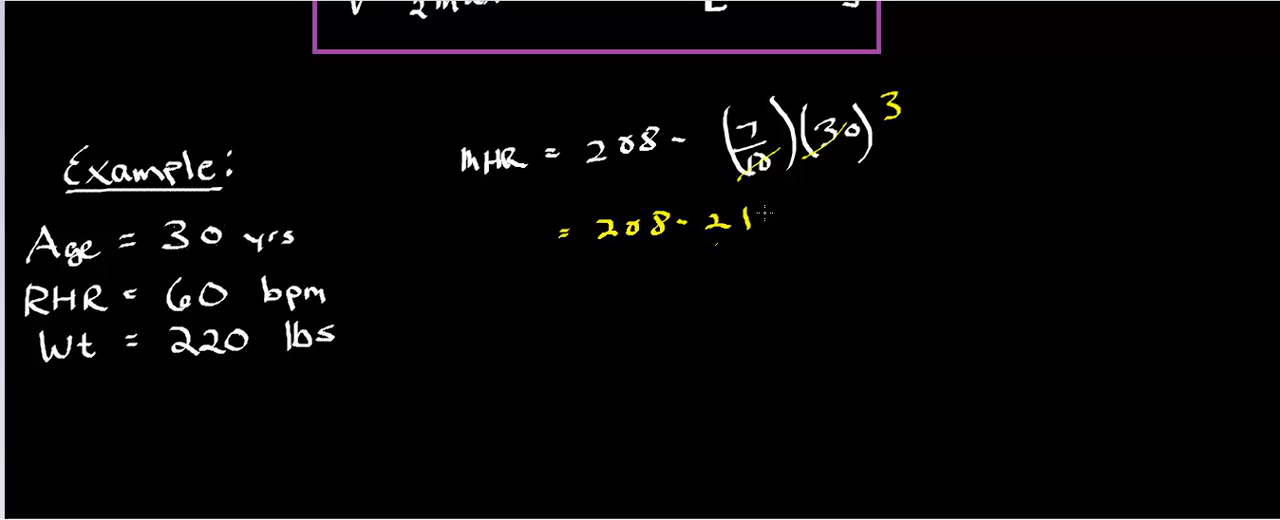 Example:
Age = 30 yrs
RHR = 60 bpm
Wt = 220 lbs
MHR = 208 - (7/10)(30) 3
= 208 - 21